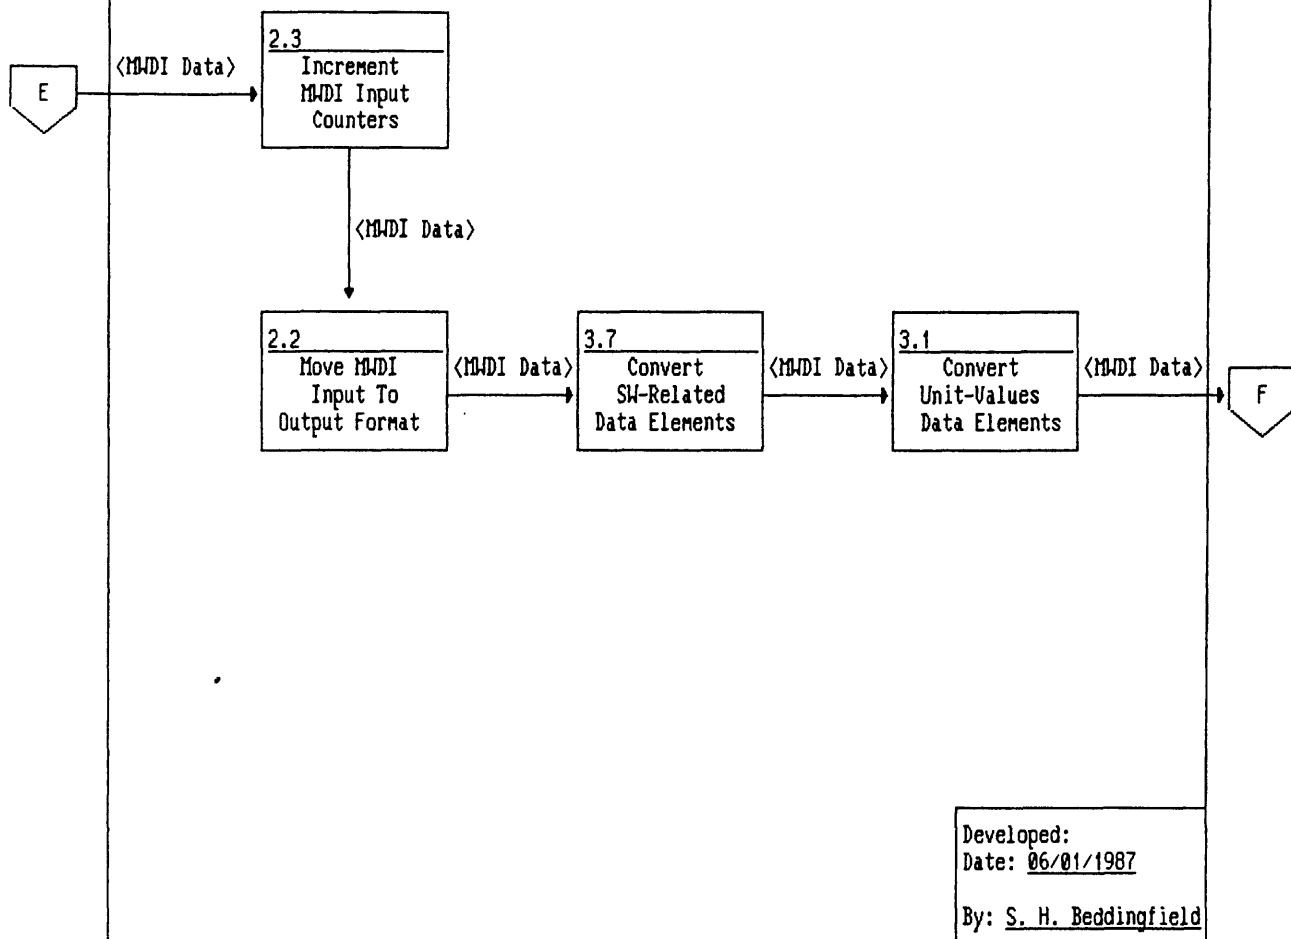 E
<MWDI Data>
2.3
Increment
MWDI Input
Counters
<MWDI Data>
2.2
Move MWDI
Input To
Output Format
<MWDI Data>
3.7
Convert
SW-Related
Data Elements
<MWDI Data>
3.1
Convert
Unit-Values
Data Elements
<MWDI Data>
F
Developed:
Date: 06/01/1987
By: S. H. Beddingfield